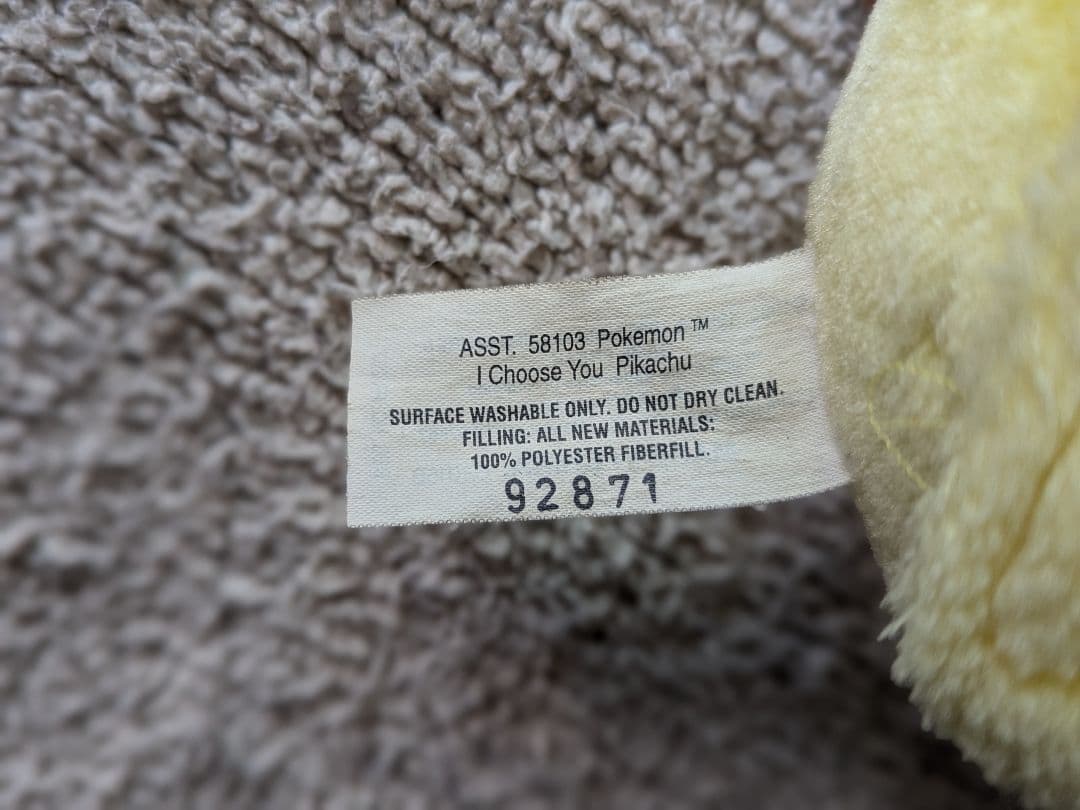 ASST. 58103 Pokemon ™
I Choose You Pikachu
SURFACE WASHABLE ONLY. DO NOT DRY CLEAN.
FILLING: ALL NEW MATERIALS:
100% POLYESTER FIBERFILL.
92871